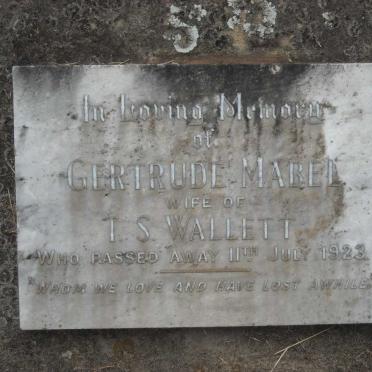 In Loving Memory
of
GERTRUDE MABEL
WIFE OF
T. S. WALLETT
WHO PASSED AWAY 11TH JULY 1923.
"WHOM WE LOVE AND HAVE LOST AWHILE"